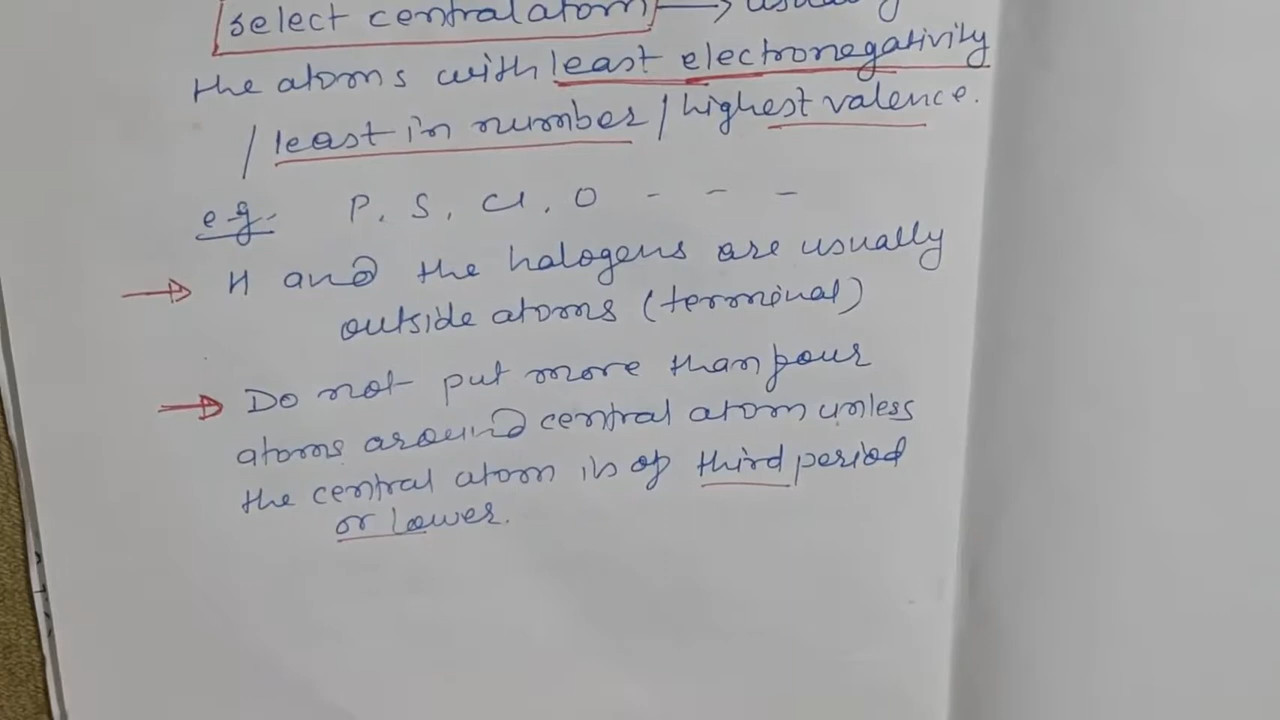 select central atom → usually
the atoms with least electronegativity
/ least in number / highest valence.
e.g. P, S, Cl, O - - -
→ H and the halogens are usually
outside atoms (terminal)
→ Do not put more than four
atoms around central atom unless
the central atom is of third period
or lower.